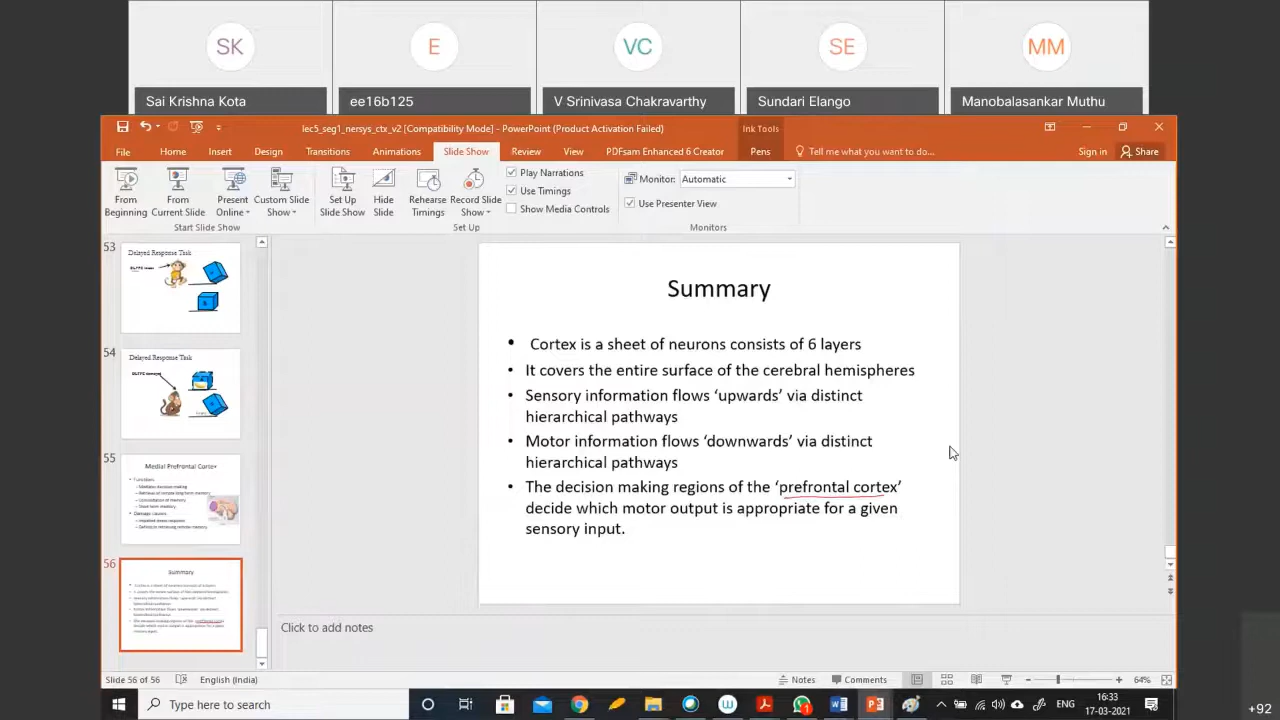 SK
E
VC
SE
MM
Sai Krishna Kota
ee16b125
V Srinivasa Chakravarthy
Sundari Elango
Manobalasankar Muthu
lec5_seg1_nersys_ctx_v2 [Compatibility Mode] - PowerPoint (Product Activation Failed)
Ink Tools
File
Home
Insert
Design
Transitions
Animations
Slide Show
Review
View
PDFsam Enhanced 6 Creator
Pens
Tell me what you want to do...
Sign in
Share
From Beginning
From Current Slide
Present Online
Custom Slide Show
Set Up Slide Show
Hide Slide
Rehearse Timings
Record Slide Show
Play Narrations
Use Timings
Show Media Controls
Monitor: Automatic
Use Presenter View
Start Slide Show
Set Up
Monitors
53
Delayed Response Task
54
Delayed Response Task
55
Medial Prefrontal Cortex
56
Summary
Summary
• Cortex is a sheet of neurons consists of 6 layers
• It covers the entire surface of the cerebral hemispheres
• Sensory information flows ‘upwards’ via distinct
hierarchical pathways
• Motor information flows ‘downwards’ via distinct
hierarchical pathways
• The decision making regions of the ‘prefrontal cortex’
decide which motor output is appropriate for a given
sensory input.
Click to add notes
Slide 56 of 56
English (India)
Notes
Comments
64%
Type here to search
ENG
16:33
17-03-2021
+92